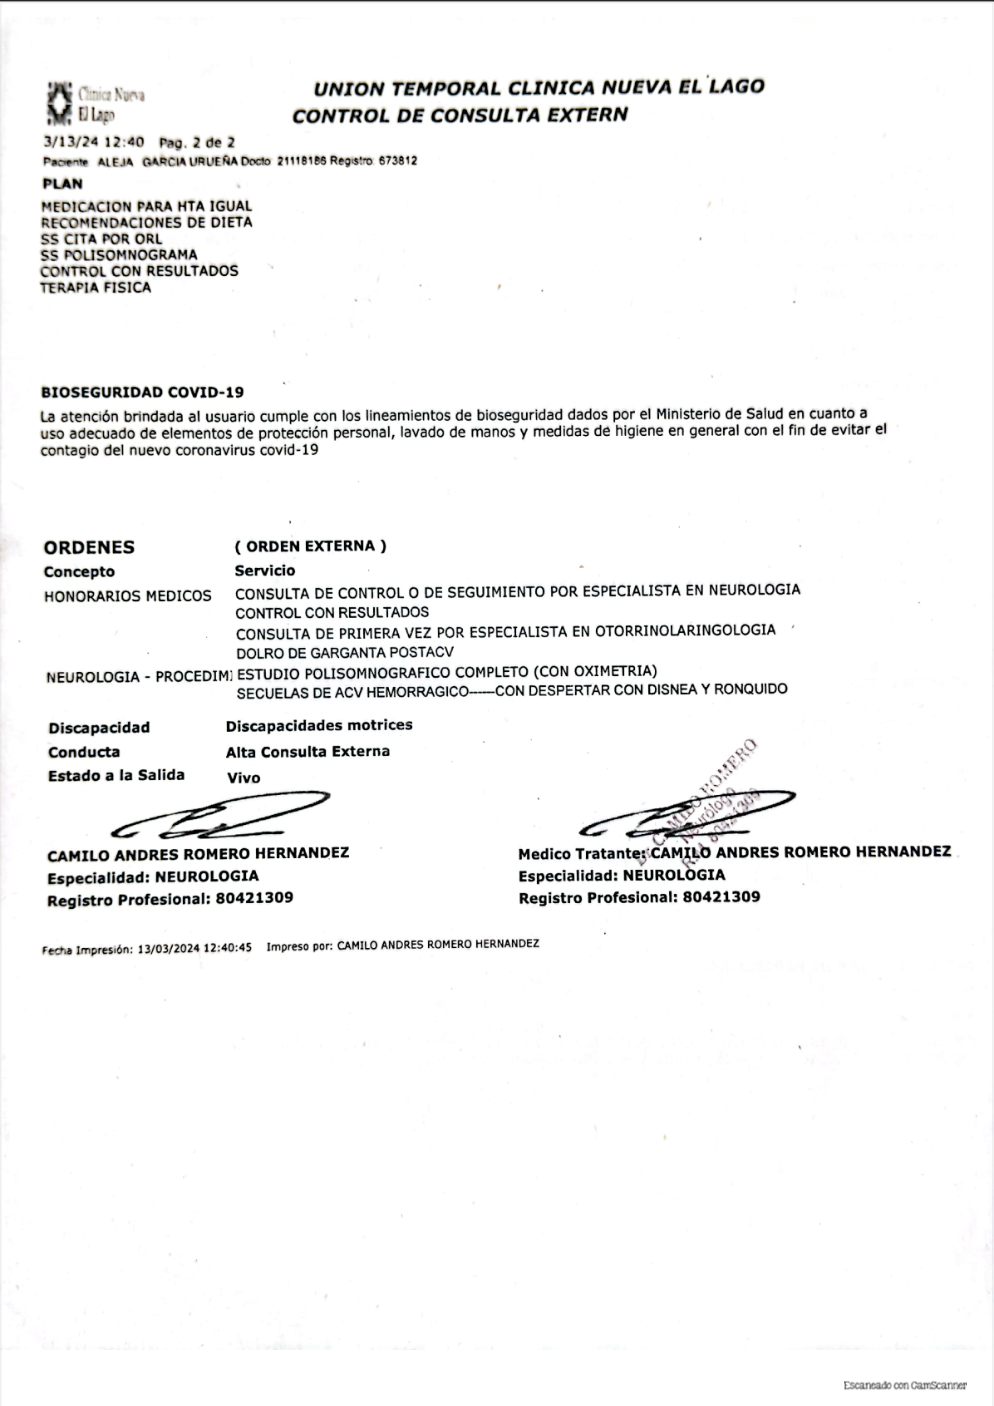 Clinica Nueva
El Lago
UNION TEMPORAL CLINICA NUEVA EL LAGO
CONTROL DE CONSULTA EXTERN
3/13/24 12:40 Pag. 2 de 2
Paciente ALEJA GARCIA URUEÑA Docto 21118186 Registro: 673812
PLAN
MEDICACION PARA HTA IGUAL
RECOMENDACIONES DE DIETA
SS CITA POR ORL
SS POLISOMNOGRAMA
CONTROL CON RESULTADOS
TERAPIA FISICA
BIOSEGURIDAD COVID-19
La atención brindada al usuario cumple con los lineamientos de bioseguridad dados por el Ministerio de Salud en cuanto a
uso adecuado de elementos de protección personal, lavado de manos y medidas de higiene en general con el fin de evitar el
contagio del nuevo coronavirus covid-19
ORDENES ( ORDEN EXTERNA )
Concepto Servicio
HONORARIOS MEDICOS CONSULTA DE CONTROL O DE SEGUIMIENTO POR ESPECIALISTA EN NEUROLOGIA
CONTROL CON RESULTADOS
CONSULTA DE PRIMERA VEZ POR ESPECIALISTA EN OTORRINOLARINGOLOGIA
DOLRO DE GARGANTA POSTACV
NEUROLOGIA - PROCEDIMI ESTUDIO POLISOMNOGRAFICO COMPLETO (CON OXIMETRIA)
SECUELAS DE ACV HEMORRAGICO-----CON DESPERTAR CON DISNEA Y RONQUIDO
Discapacidad Discapacidades motrices
Conducta Alta Consulta Externa
Estado a la Salida Vivo
Dr. CAMILO ROMERO
Neurólogo
RM 80421309
CAMILO ANDRES ROMERO HERNANDEZ Medico Tratante: CAMILO ANDRES ROMERO HERNANDEZ
Especialidad: NEUROLOGIA Especialidad: NEUROLOGIA
Registro Profesional: 80421309 Registro Profesional: 80421309
Fecha Impresión: 13/03/2024 12:40:45 Impreso por: CAMILO ANDRES ROMERO HERNANDEZ
Escaneado con CamScanner